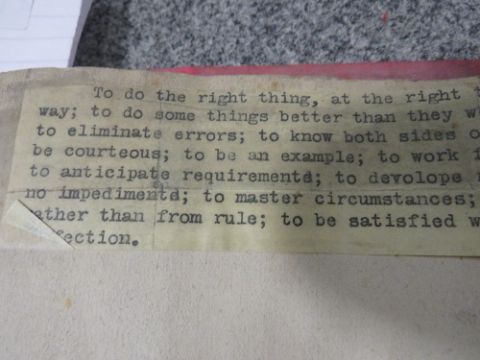 To do the right thing, at the right
way; to do some things better than they
to eliminate errors; to know both sides
be courteous; to be an example; to work
to anticipate requirements; to devolope
no impediments; to master circumstances;
rather than from rule; to be satisfied
fection.